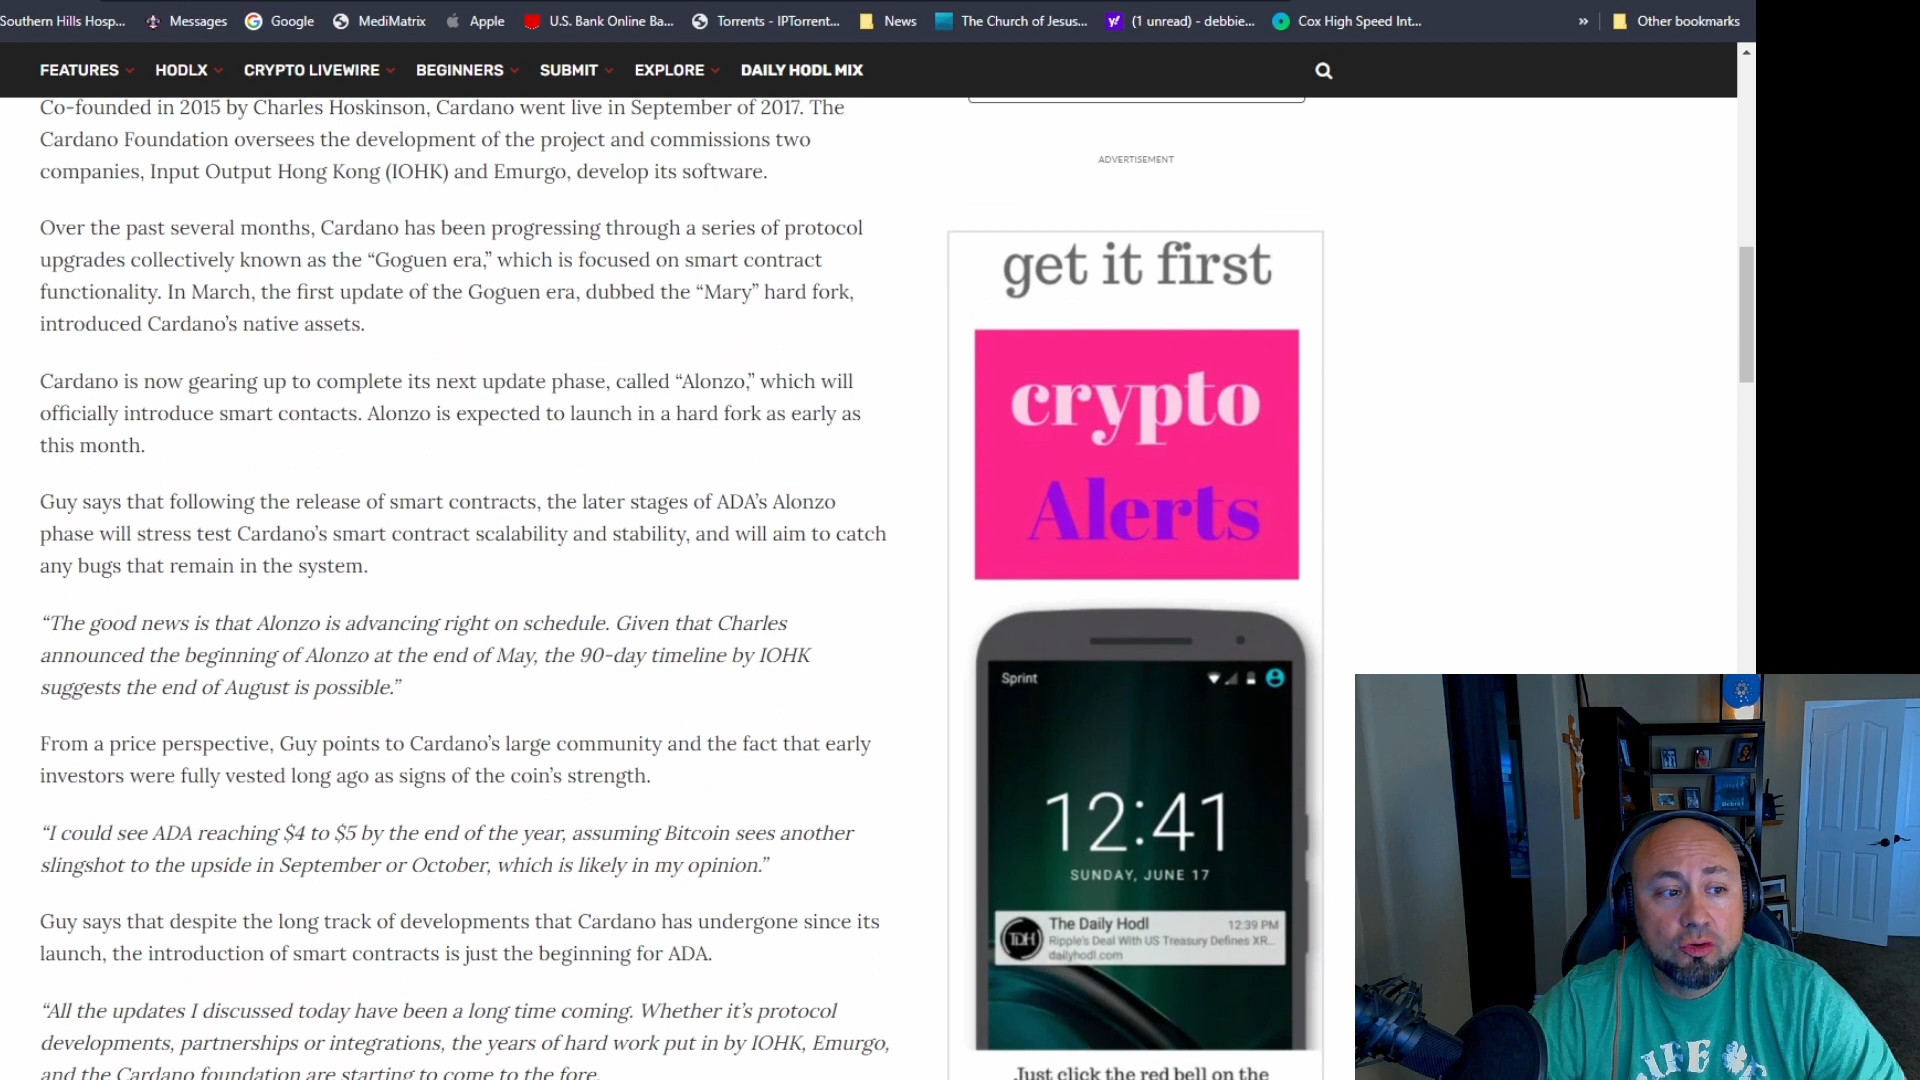 Southern Hills Hosp...
Messages
Google
MediMatrix
Apple
U.S. Bank Online Ba...
Torrents - IPTorrent...
News
The Church of Jesus...
(1 unread) - debbie...
Cox High Speed Int...
»
Other bookmarks
FEATURES
HODLX
CRYPTO LIVEWIRE
BEGINNERS
SUBMIT
EXPLORE
DAILY HODL MIX
Co-founded in 2015 by Charles Hoskinson, Cardano went live in September of 2017. The
Cardano Foundation oversees the development of the project and commissions two
companies, Input Output Hong Kong (IOHK) and Emurgo, develop its software.
Over the past several months, Cardano has been progressing through a series of protocol
upgrades collectively known as the “Goguen era,” which is focused on smart contract
functionality. In March, the first update of the Goguen era, dubbed the “Mary” hard fork,
introduced Cardano’s native assets.
Cardano is now gearing up to complete its next update phase, called “Alonzo,” which will
officially introduce smart contacts. Alonzo is expected to launch in a hard fork as early as
this month.
Guy says that following the release of smart contracts, the later stages of ADA’s Alonzo
phase will stress test Cardano’s smart contract scalability and stability, and will aim to catch
any bugs that remain in the system.
“The good news is that Alonzo is advancing right on schedule. Given that Charles
announced the beginning of Alonzo at the end of May, the 90-day timeline by IOHK
suggests the end of August is possible.”
From a price perspective, Guy points to Cardano’s large community and the fact that early
investors were fully vested long ago as signs of the coin’s strength.
“I could see ADA reaching $4 to $5 by the end of the year, assuming Bitcoin sees another
slingshot to the upside in September or October, which is likely in my opinion.”
Guy says that despite the long track of developments that Cardano has undergone since its
launch, the introduction of smart contracts is just the beginning for ADA.
“All the updates I discussed today have been a long time coming. Whether it’s protocol
developments, partnerships or integrations, the years of hard work put in by IOHK, Emurgo,
and the Cardano foundation are starting to come to the fore.
ADVERTISEMENT
get it first
crypto
Alerts
Sprint
12:41
SUNDAY, JUNE 17
TDH
The Daily Hodl 12:39 PM
Ripple's Deal With US Treasury Defines XR...
dailyhodl.com
Just click the red bell on the